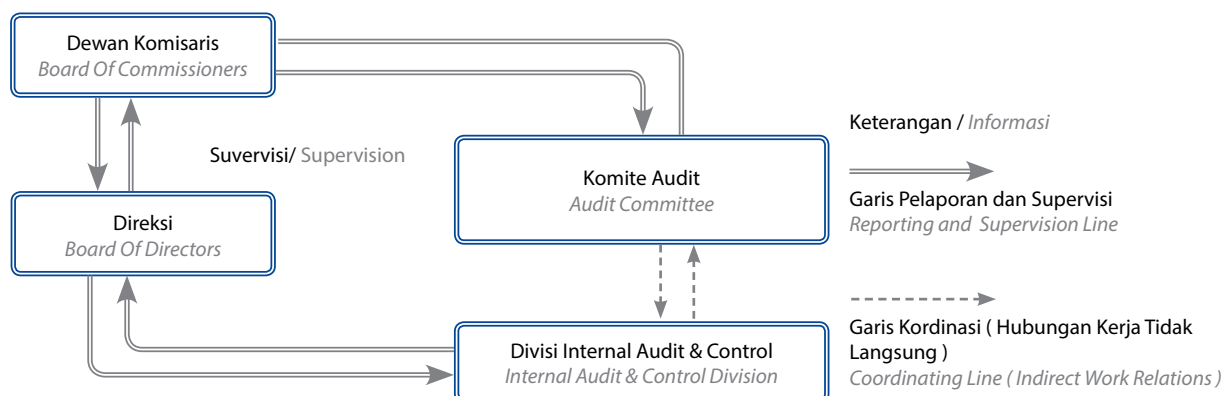 Dewan Komisaris
Board Of Commissioners
Suvervisi/ Supervision
Direksi
Board Of Directors
Komite Audit
Audit Committee
Divisi Internal Audit & Control
Internal Audit & Control Division
Keterangan / Informasi
Garis Pelaporan dan Supervisi
Reporting and Supervision Line
Garis Kordinasi ( Hubungan Kerja Tidak
Langsung )
Coordinating Line ( Indirect Work Relations )